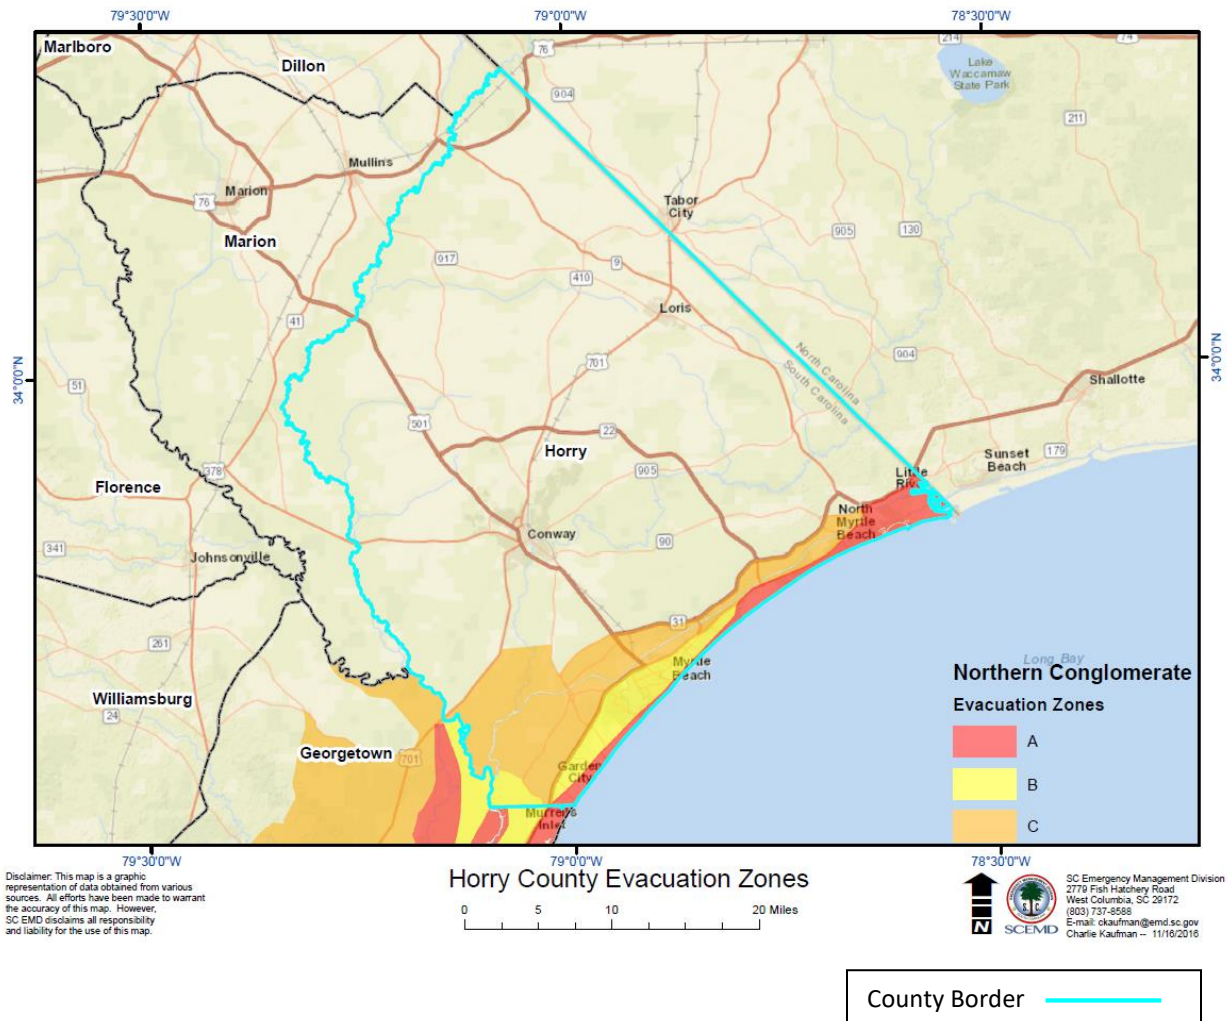 79°30'0"W
79°0'0"W
78°30'0"W
Marlboro
Dillon
76
214
74
Lake
Waccamaw
State Park
904
211
Mullins
Marion
76
Tabor
City
905
130
Marion
917
9
410
41
Loris
701
North Carolina
South Carolina
904
34°0'0"N
34°0'0"N
51
Shallotte
501
22
Horry
905
Sunset
Beach
179
378
Little
River
Florence
North
Myrtle
Beach
341
Johnsonville
Conway
90
31
261
Myrtle
Beach
Long Bay
Williamsburg
24
Georgetown
701
Garden
City
Murrells
Inlet
Northern Conglomerate
Evacuation Zones
A
B
C
79°30'0"W
79°0'0"W
78°30'0"W
Disclaimer: This map is a graphic
representation of data obtained from various
sources. All efforts have been made to warrant
the accuracy of this map. However,
SC EMD disclaims all responsibility
and liability for the use of this map.
Horry County Evacuation Zones
0 5 10 20 Miles
N
SCEMD
SC Emergency Management Division
2779 Fish Hatchery Road
West Columbia, SC 29172
(803) 737-8588
E-mail: ckaufman@emd.sc.gov
Charlie Kaufman -- 11/16/2016
County Border